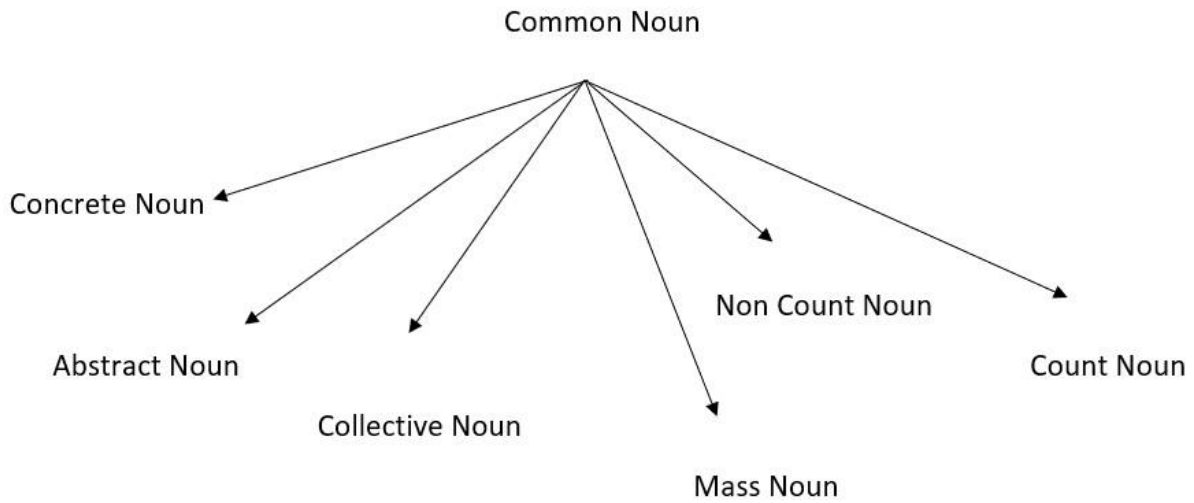 Common Noun
Concrete Noun
Non Count Noun
Abstract Noun
Count Noun
Collective Noun
Mass Noun